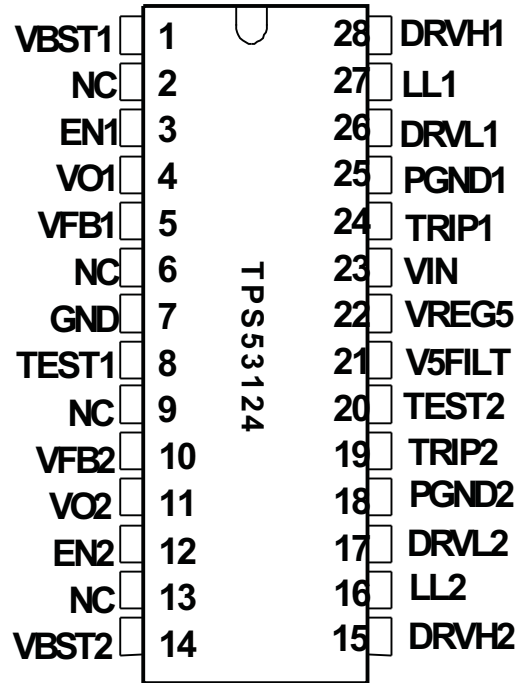 VBST1 1 28 DRVH1
NC 2 27 LL1
EN1 3 26 DRVL1
VO1 4 25 PGND1
VFB1 5 24 TRIP1
NC 6 23 VIN
GND 7 22 VREG5
TEST1 8 21 V5FILT
NC 9 20 TEST2
VFB2 10 19 TRIP2
VO2 11 18 PGND2
EN2 12 17 DRVL2
NC 13 16 LL2
VBST2 14 15 DRVH2
TPS53124